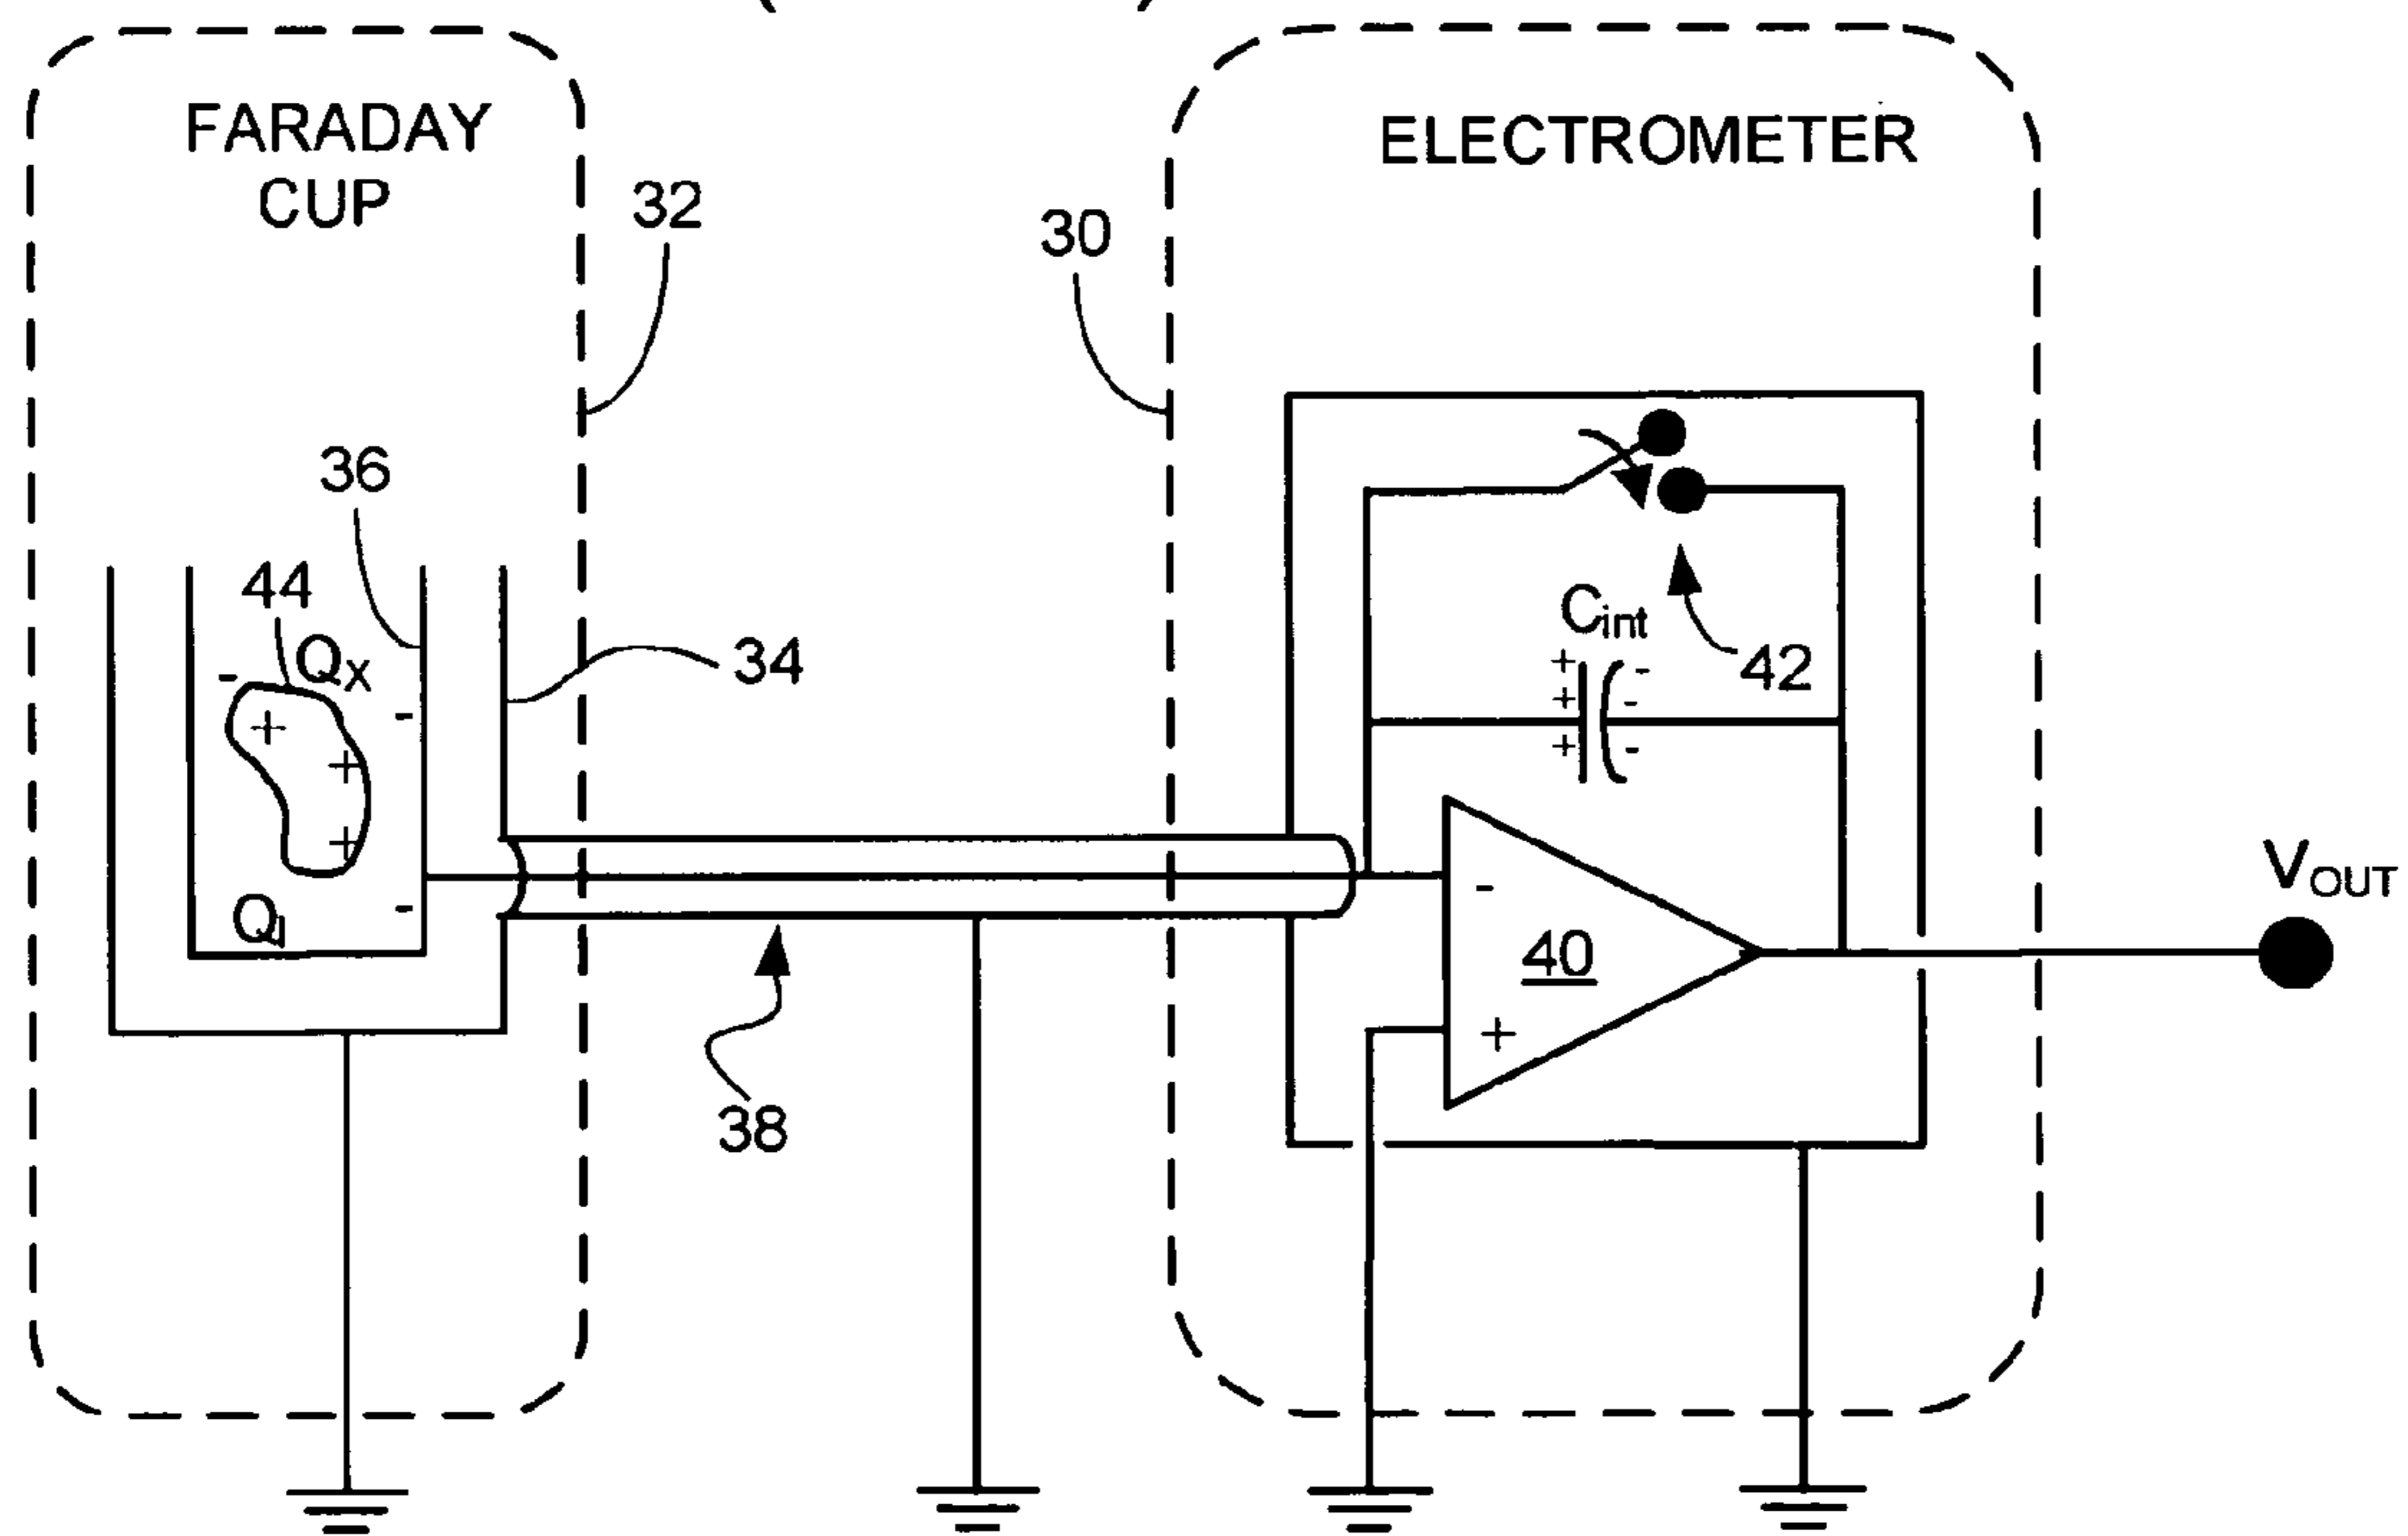 FARADAY
CUP
32
30
ELECTROMETER
36
44
Qx
34
Cint
42
+ -
+ -
+ -
-
+
-
+
+
QI
-
38
-
40
+
VOUT